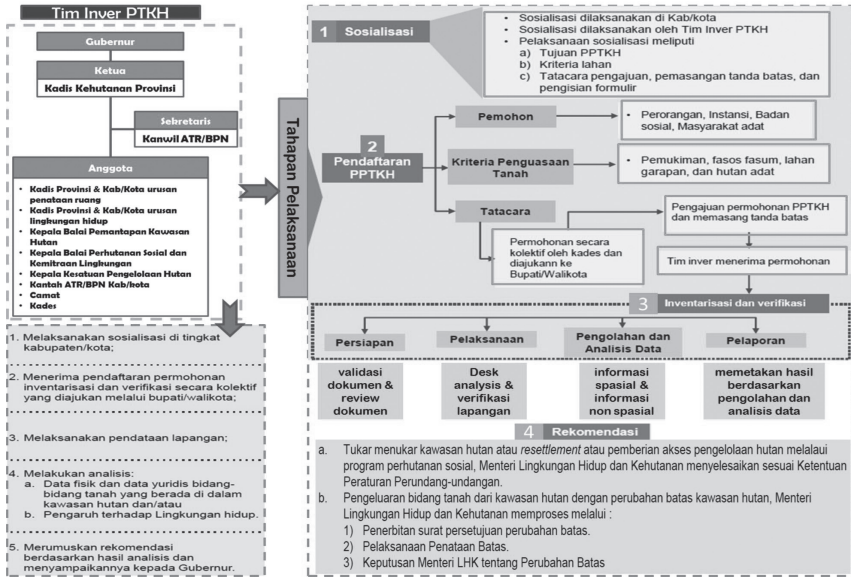 Tim Inver PTKH
Gubernur
Ketua
Kadis Kehutanan Provinsi
Sekretaris
Kanwil ATR/BPN
Anggota
• Kadis Provinsi & Kab/Kota urusan
penataan ruang
• Kadis Provinsi & Kab/Kota urusan
lingkungan hidup
• Kepala Balai Pemantapan Kawasan
Hutan
• Kepala Balai Perhutanan Sosial dan
Kemitraan Lingkungan
• Kepala Kesatuan Pengelolaan Hutan
• Kantah ATR/BPN Kab/kota
• Camat
• Kades
1. Melaksanakan sosialisasi di tingkat
kabupaten/kota;
2. Menerima pendaftaran permohonan
inventarisasi dan verifikasi secara kolektif
yang diajukan melalui bupati/walikota;
3. Melaksanakan pendataan lapangan;
4. Melakukan analisis:
a. Data fisik dan data yuridis bidang-
bidang tanah yang berada di dalam
kawasan hutan dan/atau
b. Pengaruh terhadap Lingkungan hidup.
5. Merumuskan rekomendasi
berdasarkan hasil analisis dan
menyampaikannya kepada Gubernur.
Tahapan Pelaksanaan
1 Sosialisasi
• Sosialisasi dilaksanakan di Kab/kota
• Sosialisasi dilaksanakan oleh Tim Inver PTKH
• Pelaksanaan sosialisasi meliputi
a) Tujuan PPTKH
b) Kriteria lahan
c) Tatacara pengajuan, pemasangan tanda batas, dan
pengisian formulir
2
Pendaftaran
PPTKH
Pemohon
• Perorangan, Instansi, Badan
sosial, Masyarakat adat
Kriteria Penguasaan
Tanah
• Pemukiman, fasos fasum, lahan
garapan, dan hutan adat
Tatacara
Permohonan secara
kolektif oleh kades dan
diajukann ke
Bupati/Walikota
Pengajuan permohonan PPTKH
dan memasang tanda batas
Tim inver menerima permohonan
3 Inventarisasi dan verifikasi
Persiapan
Pelaksanaan
Pengolahan dan
Analisis Data
Pelaporan
validasi
dokumen &
review
dokumen
Desk
analysis &
verifikasi
lapangan
informasi
spasial &
informasi
non spasial
memetakan hasil
berdasarkan
pengolahan dan
analisis data
4 Rekomendasi
a. Tukar menukar kawasan hutan atau resettlement atau pemberian akses pengelolaan hutan melalaui
program perhutanan sosial, Menteri Lingkungan Hidup dan Kehutanan menyelesaikan sesuai Ketentuan
Peraturan Perundang-undangan.
b. Pengeluaran bidang tanah dari kawasan hutan dengan perubahan batas kawasan hutan, Menteri
Lingkungan Hidup dan Kehutanan memproses melalui :
1) Penerbitan surat persetujuan perubahan batas.
2) Pelaksanaan Penataan Batas.
3) Keputusan Menteri LHK tentang Perubahan Batas